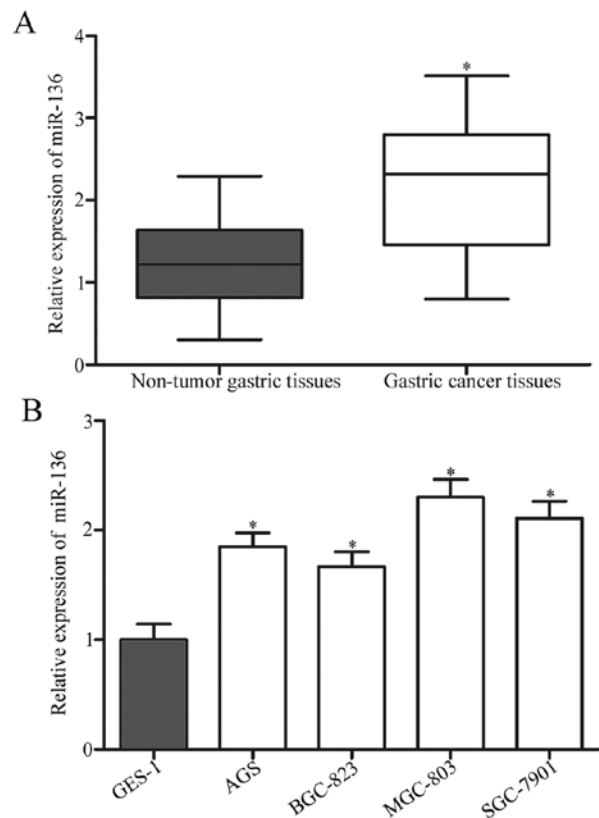 A
Relative expression of miR-136
4
3
2
1
0
*
Non-tumor gastric tissues
Gastric cancer tissues
B
Relative expression of miR-136
3
2
1
0
*
*
*
*
GES-1
AGS
BGC-823
MGC-803
SGC-7901